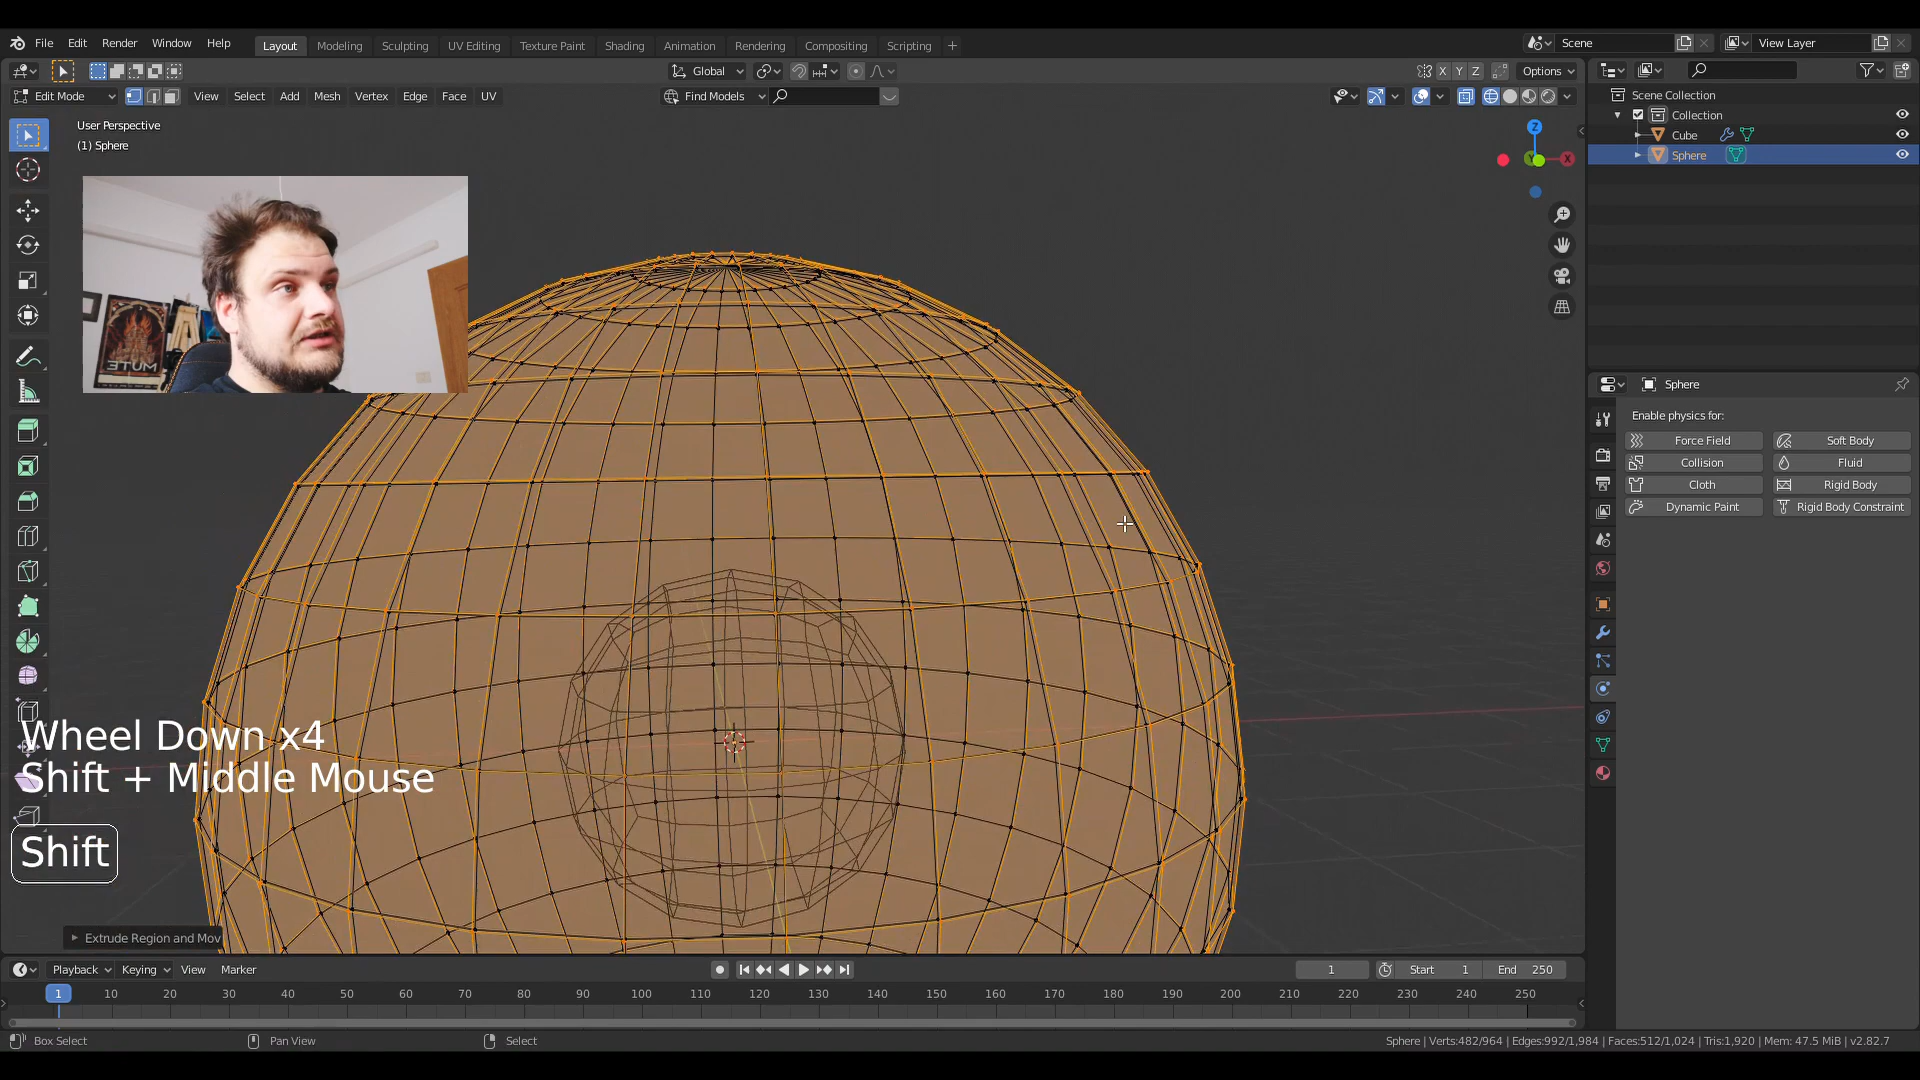 File Edit Render Window Help Layout Modeling Sculpting UV Editing Texture Paint Shading Animation Rendering Compositing Scripting + Scene View Layer
Global X Y Z Options
Edit Mode View Select Add Mesh Vertex Edge Face UV Find Models
User Perspective
(1) Sphere
Z
X
Scene Collection
Collection
Cube
Sphere
Sphere
Enable physics for:
Force Field Soft Body
Collision Fluid
Cloth Rigid Body
Dynamic Paint Rigid Body Constraint
MUTE
Wheel Down x4
Shift + Middle Mouse
Shift
Extrude Region and Mov
Playback Keying View Marker 1 Start 1 End 250
1 10 20 30 40 50 60 70 80 90 100 110 120 130 140 150 160 170 180 190 200 210 220 230 240 250
Box Select Pan View Select Sphere | Verts:482/964 | Edges:992/1,984 | Faces:512/1,024 | Tris:1,920 | Mem: 47.5 MiB | v2.82.7